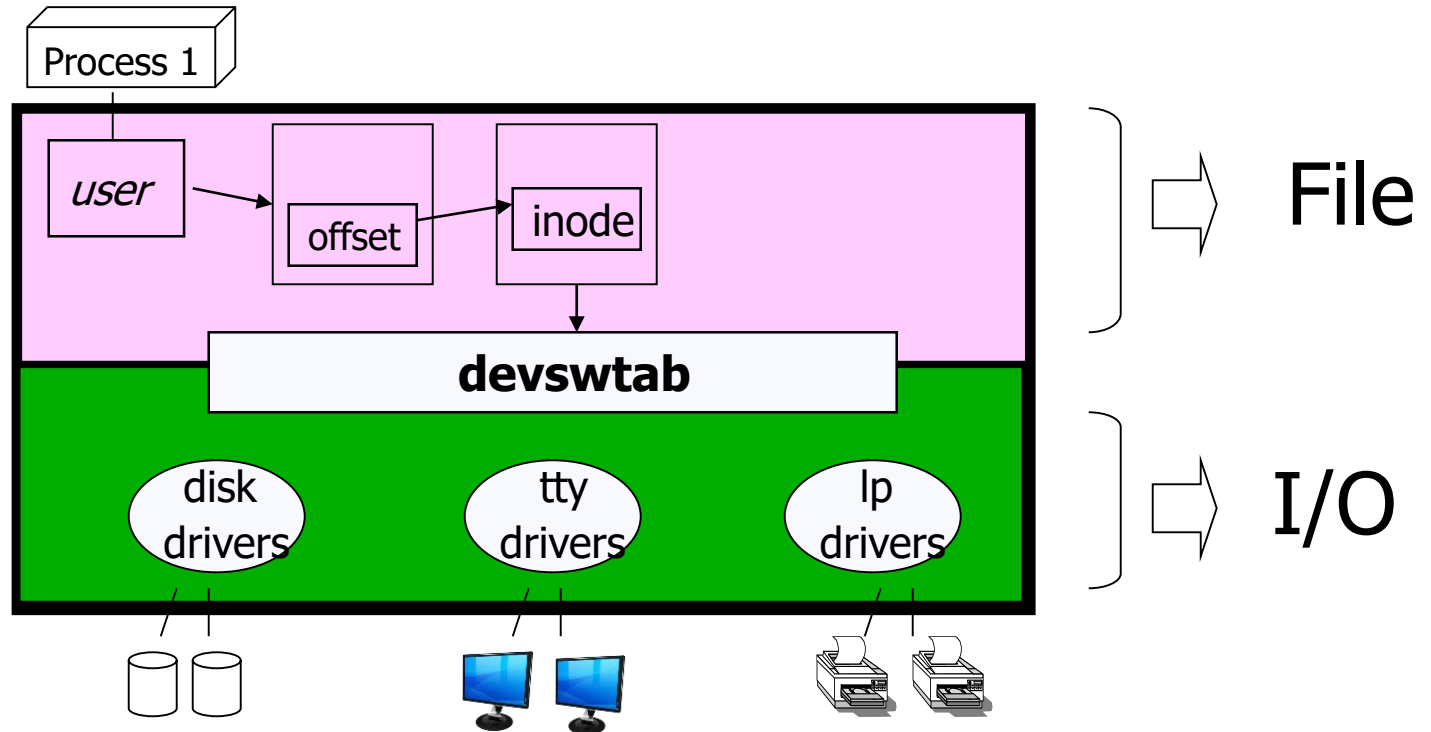 Process 1
user
offset
inode
File
devswtab
disk
drivers
tty
drivers
lp
drivers
I/O